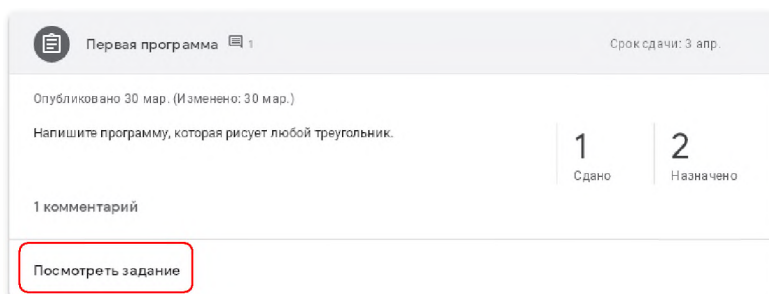 Первая программа 1
Срок сдачи: 3 апр.
Опубликовано 30 мар. (Изменено: 30 мар.)
Напишите программу, которая рисует любой треугольник.
1 2
Сдано Назначено
1 комментарий
Посмотреть задание